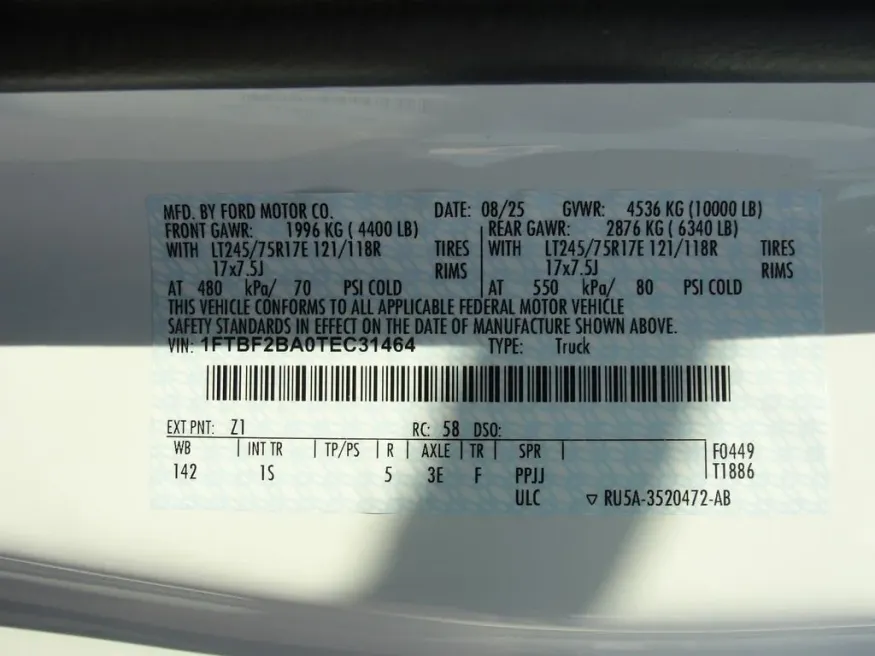 MFD. BY FORD MOTOR CO. DATE: 08/25 GVWR: 4536 KG (10000 LB)
FRONT GAWR: 1996 KG ( 4400 LB) REAR GAWR: 2876 KG ( 6340 LB)
WITH LT245/75R17E 121/118R TIRES WITH LT245/75R17E 121/118R TIRES
17x7.5J RIMS 17x7.5J RIMS
AT 480 kPa/ 70 PSI COLD AT 550 kPa/ 80 PSI COLD
THIS VEHICLE CONFORMS TO ALL APPLICABLE FEDERAL MOTOR VEHICLE
SAFETY STANDARDS IN EFFECT ON THE DATE OF MANUFACTURE SHOWN ABOVE.
VIN: 1FTBF2BA0TEC31464 TYPE: Truck
EXT PNT: Z1 RC: 58 DSO:
WB INT TR TP/PS R AXLE TR SPR F0449
142 1S 5 3E F PPJJ T1886
ULC ▽ RU5A-3520472-AB